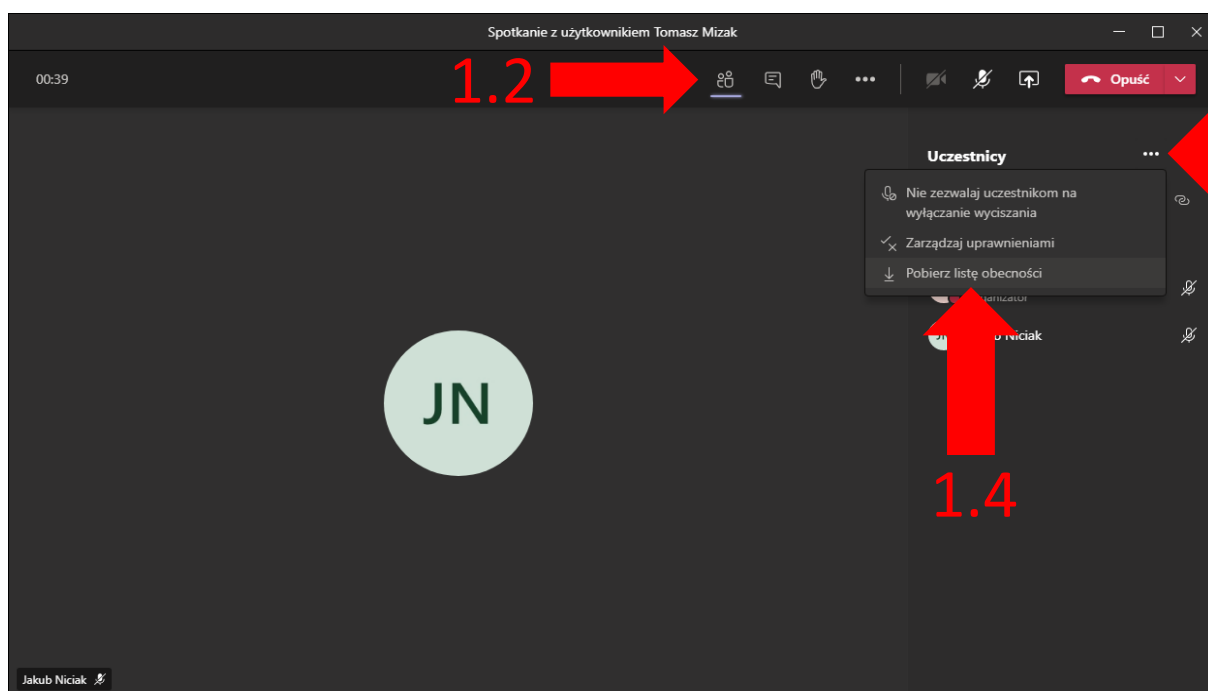 Spotkanie z użytkownikiem Tomasz Mizak
1.2
00:39
Opuść
Uczestnicy
Nie zezwalaj uczestnikom na
wyłączanie wyciszania
Zarządzaj uprawnieniami
Pobierz listę obecności
Niciak
JN
1.4
Jakub Niciak